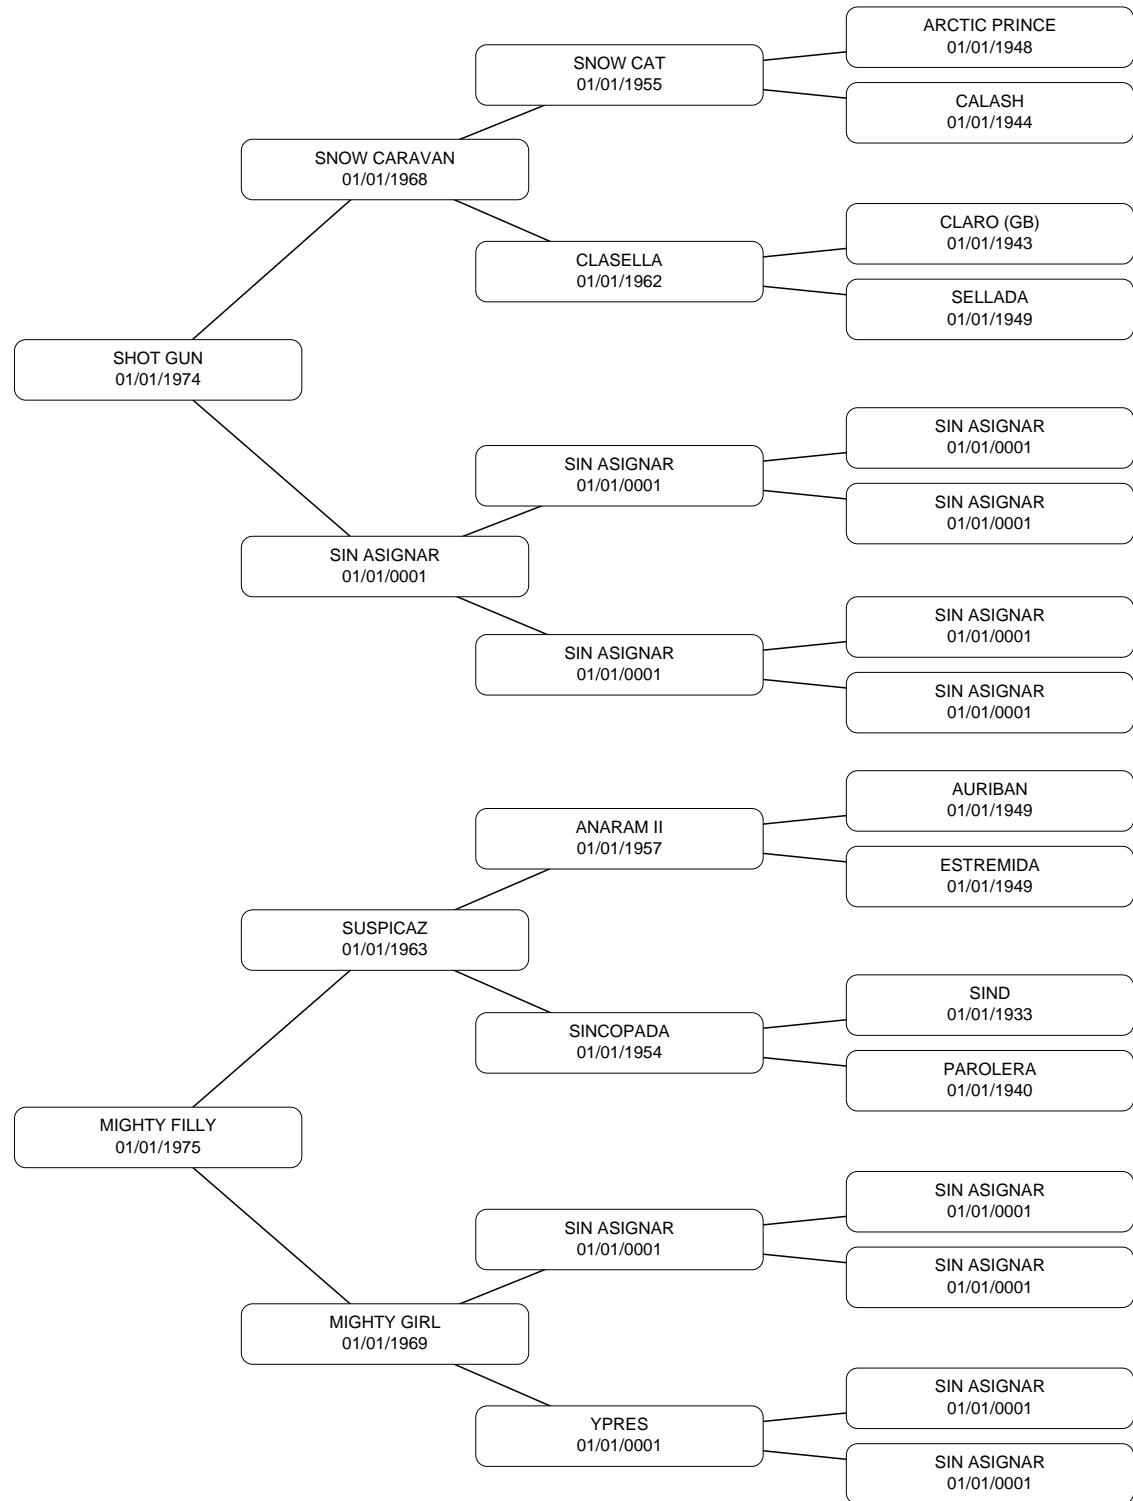 ARCTIC PRINCE
01/01/1948
SNOW CAT
01/01/1955
CALASH
01/01/1944
SNOW CARAVAN
01/01/1968
CLARO (GB)
01/01/1943
CLASELLA
01/01/1962
SELLADA
01/01/1949
SHOT GUN
01/01/1974
SIN ASIGNAR
01/01/0001
SIN ASIGNAR
01/01/0001
SIN ASIGNAR
01/01/0001
SIN ASIGNAR
01/01/0001
SIN ASIGNAR
01/01/0001
SIN ASIGNAR
01/01/0001
SIN ASIGNAR
01/01/0001
AURIBAN
01/01/1949
ANARAM II
01/01/1957
ESTREMIDA
01/01/1949
SUSPICAZ
01/01/1963
SIND
01/01/1933
SINCOPADA
01/01/1954
PAROLERA
01/01/1940
MIGHTY FILLY
01/01/1975
SIN ASIGNAR
01/01/0001
SIN ASIGNAR
01/01/0001
SIN ASIGNAR
01/01/0001
MIGHTY GIRL
01/01/1969
SIN ASIGNAR
01/01/0001
YPRES
01/01/0001
SIN ASIGNAR
01/01/0001